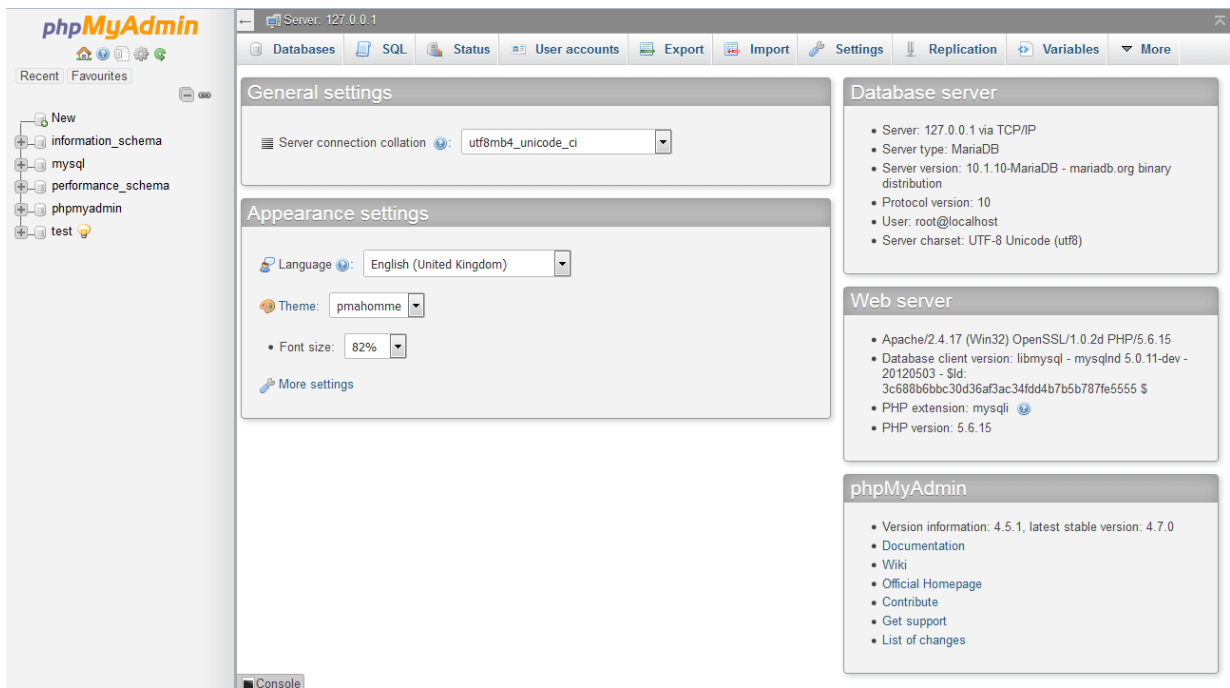 phpMyAdmin
Recent Favourites
New
information_schema
mysql
performance_schema
phpmyadmin
test
Server: 127.0.0.1
Databases SQL Status User accounts Export Import Settings Replication Variables More
General settings
Server connection collation : utf8mb4_unicode_ci
Appearance settings
Language : English (United Kingdom)
Theme: pmahomme
• Font size: 82%
More settings
Database server
• Server: 127.0.0.1 via TCP/IP
• Server type: MariaDB
• Server version: 10.1.10-MariaDB - mariadb.org binary
distribution
• Protocol version: 10
• User: root@localhost
• Server charset: UTF-8 Unicode (utf8)
Web server
• Apache/2.4.17 (Win32) OpenSSL/1.0.2d PHP/5.6.15
• Database client version: libmysql - mysqlnd 5.0.11-dev -
20120503 - $Id:
3c688b6bbc30d36af3ac34fdd4b7b5b787fe5555 $
• PHP extension: mysqli
• PHP version: 5.6.15
phpMyAdmin
• Version information: 4.5.1, latest stable version: 4.7.0
• Documentation
• Wiki
• Official Homepage
• Contribute
• Get support
• List of changes
Console